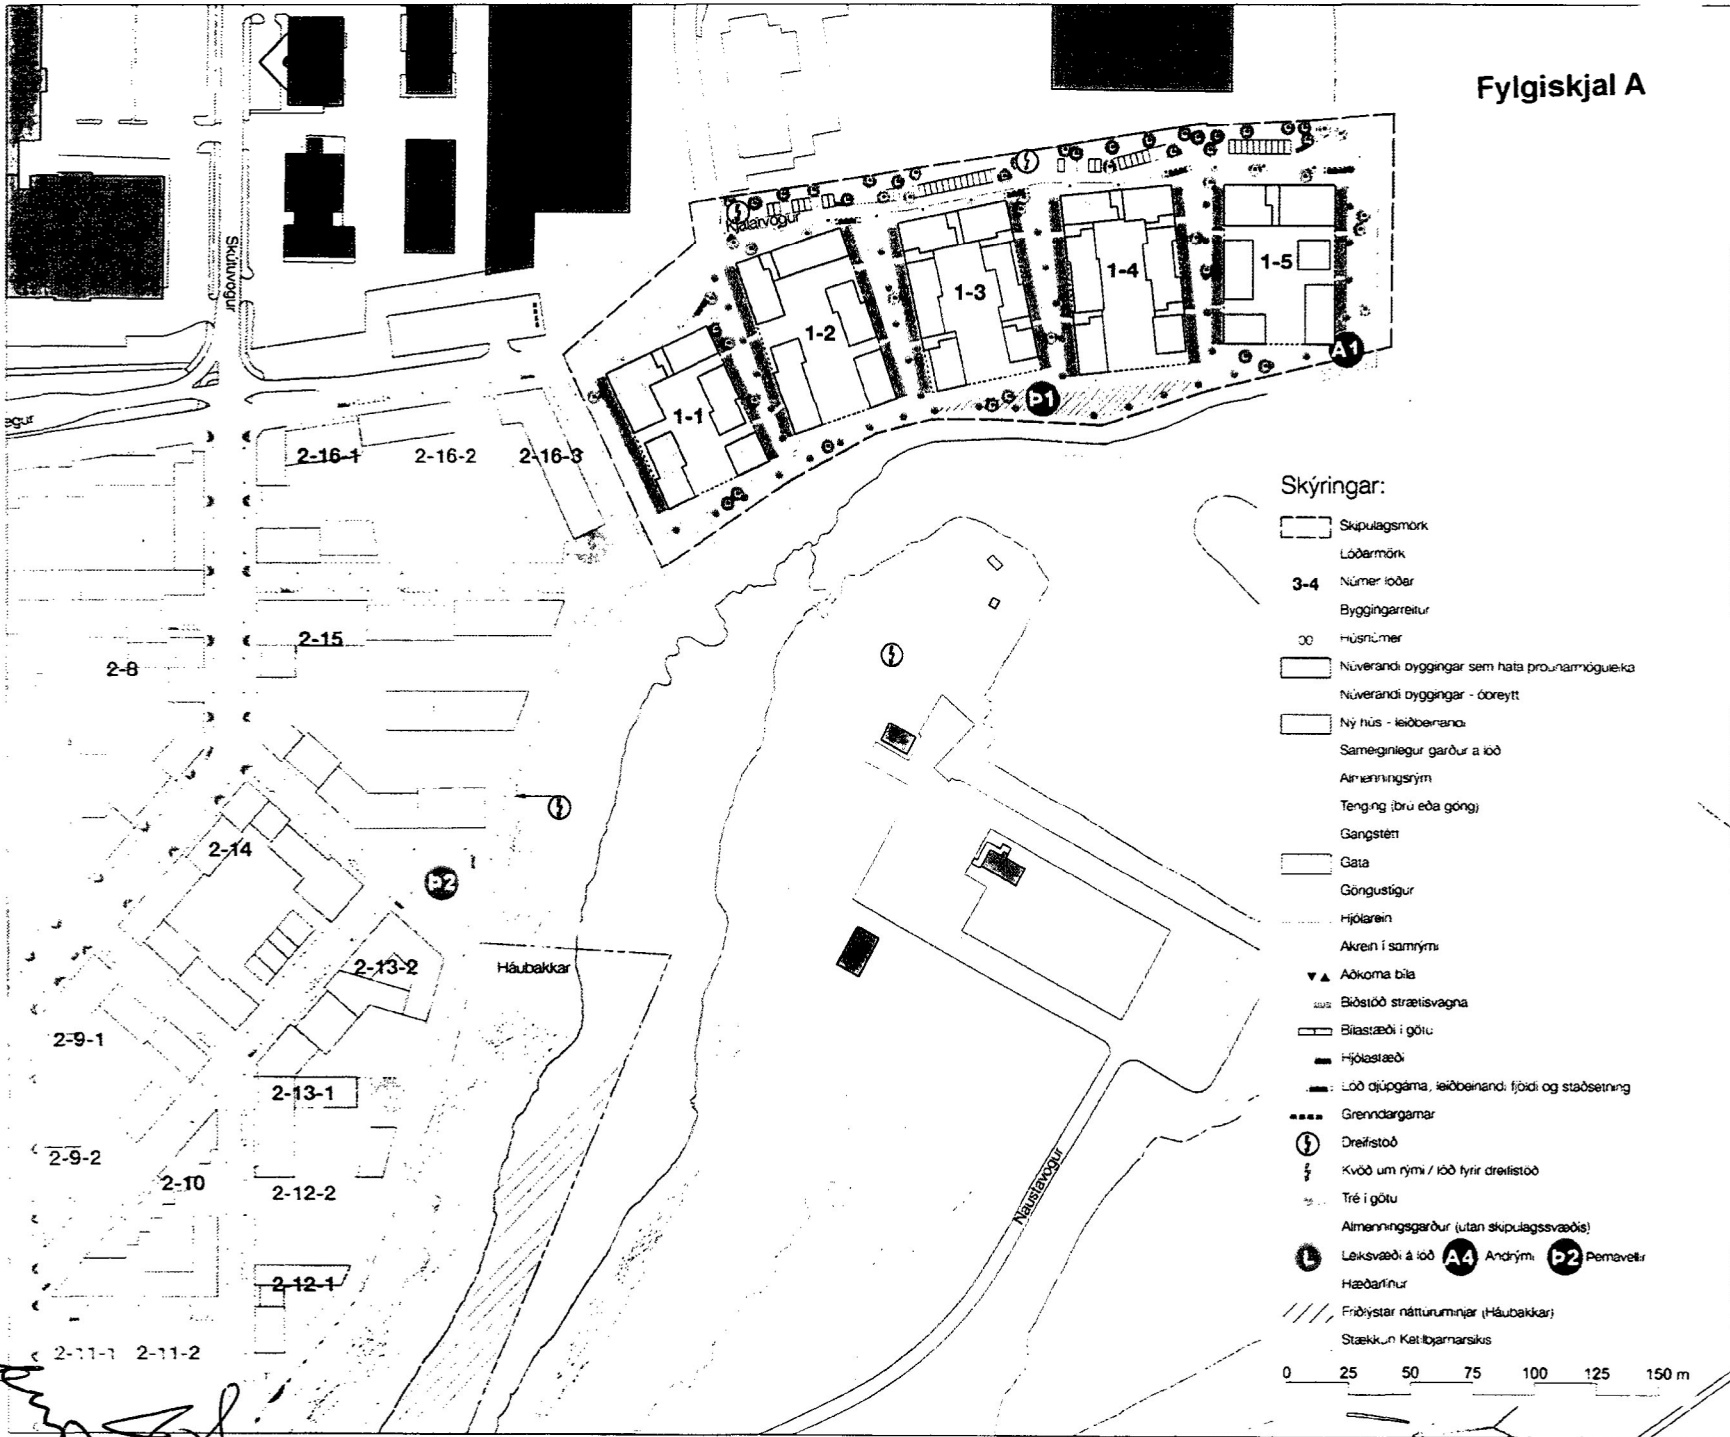 Fylgiskjal A
Skútuvogur
Kjalarvogur
egur
1-1
1-2
1-3
1-4
1-5
A1
Þ1
2-16-1
2-16-2
2-16-3
2-15
2-8
2-14
Þ2
2-13-2
Háubakkar
2-9-1
2-13-1
2-9-2
2-10
2-12-2
2-12-1
2-11-1
2-11-2
Naustavogur
Skýringar:
Skipulagsmörk
Lóðarmörk
3-4 Númer lóðar
Byggingarreitur
Húsnúmer
Núverandi byggingar sem hafa þróunarmöguleika
Núverandi byggingar - óbreytt
Ný hús - leiðbeinandi
Sameiginlegur garður á lóð
Almenningsrými
Tenging (brú eða göng)
Gangstétt
Gata
Göngustígur
Hjólarein
Akrein í samrými
Aðkoma bíla
Biðstöð strætisvagna
Bílastæði í götu
Hjólastæði
Lóð djúpgáma, leiðbeinandi fjöldi og staðsetning
Grenndargámar
Dreifistöð
Kvöð um rými / lóð fyrir dreifistöð
Tré í götu
Almenningsgarður (utan skipulagssvæðis)
L Leiksvæði á lóð A4 Andrými Þ2 Þemavellir
Hæðarlínur
Friðlýstar náttúruminjar (Háubakkar)
Stækkun Ketilbjarnarsíkis
0 25 50 75 100 125 150 m